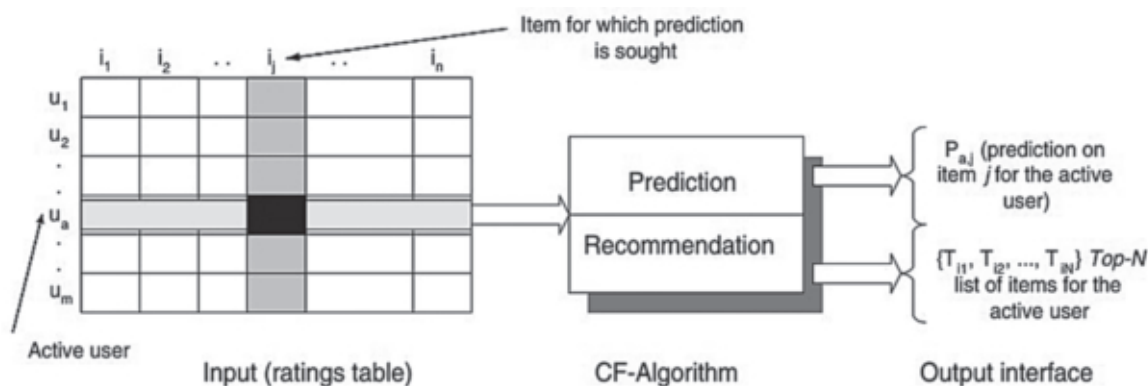 Item for which prediction
is sought
i1 i2 . . ij . . in
u1
u2
.
.
ua
.
.
um
Active user
Input (ratings table)
Prediction
Recommendation
CF-Algorithm
Pa,j (prediction on
item j for the active
user)
{Ti1, Ti2, ..., TiN} Top-N
list of items for the
active user
Output interface